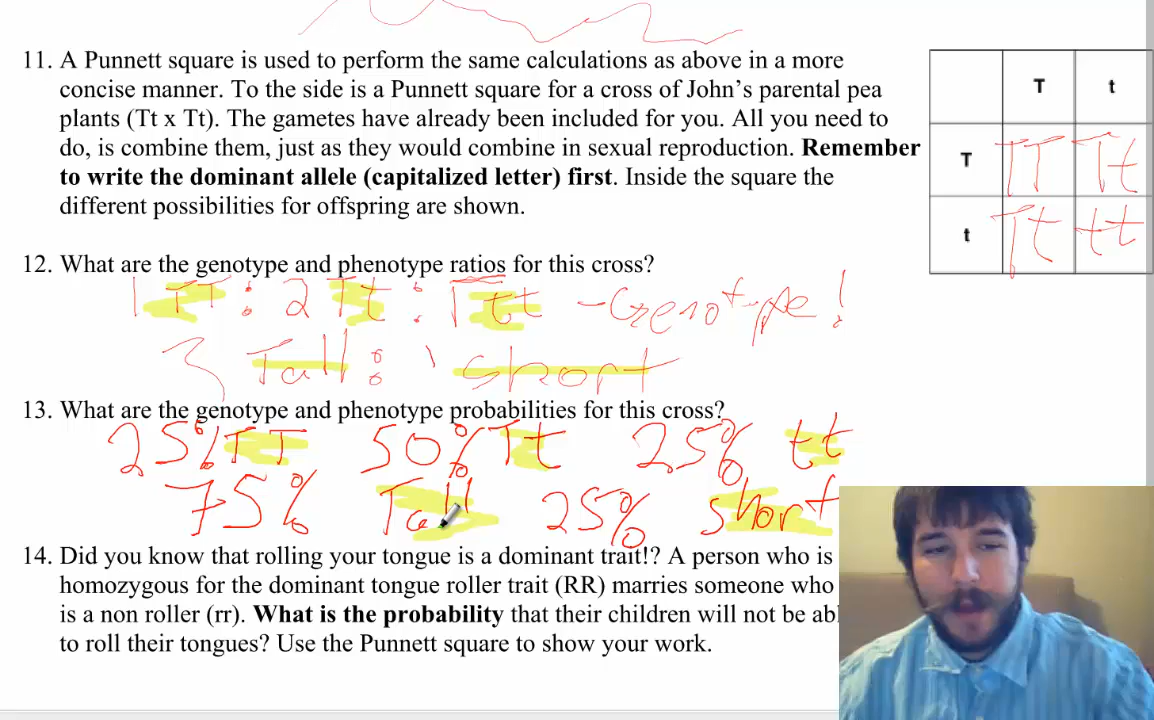 11. A Punnett square is used to perform the same calculations as above in a more
concise manner. To the side is a Punnett square for a cross of John's parental pea
plants (Tt x Tt). The gametes have already been included for you. All you need to
do, is combine them, just as they would combine in sexual reproduction. Remember
to write the dominant allele (capitalized letter) first. Inside the square the
different possibilities for offspring are shown.
T t
T TT Tt
t Tt tt
12. What are the genotype and phenotype ratios for this cross?
1 TT : 2 Tt : 1 tt - Genotype!
3 Tall : 1 short
13. What are the genotype and phenotype probabilities for this cross?
25% TT 50% Tt 25% tt
75% Tall 25% short
14. Did you know that rolling your tongue is a dominant trait!? A person who is
homozygous for the dominant tongue roller trait (RR) marries someone who
is a non roller (rr). What is the probability that their children will not be ab
to roll their tongues? Use the Punnett square to show your work.